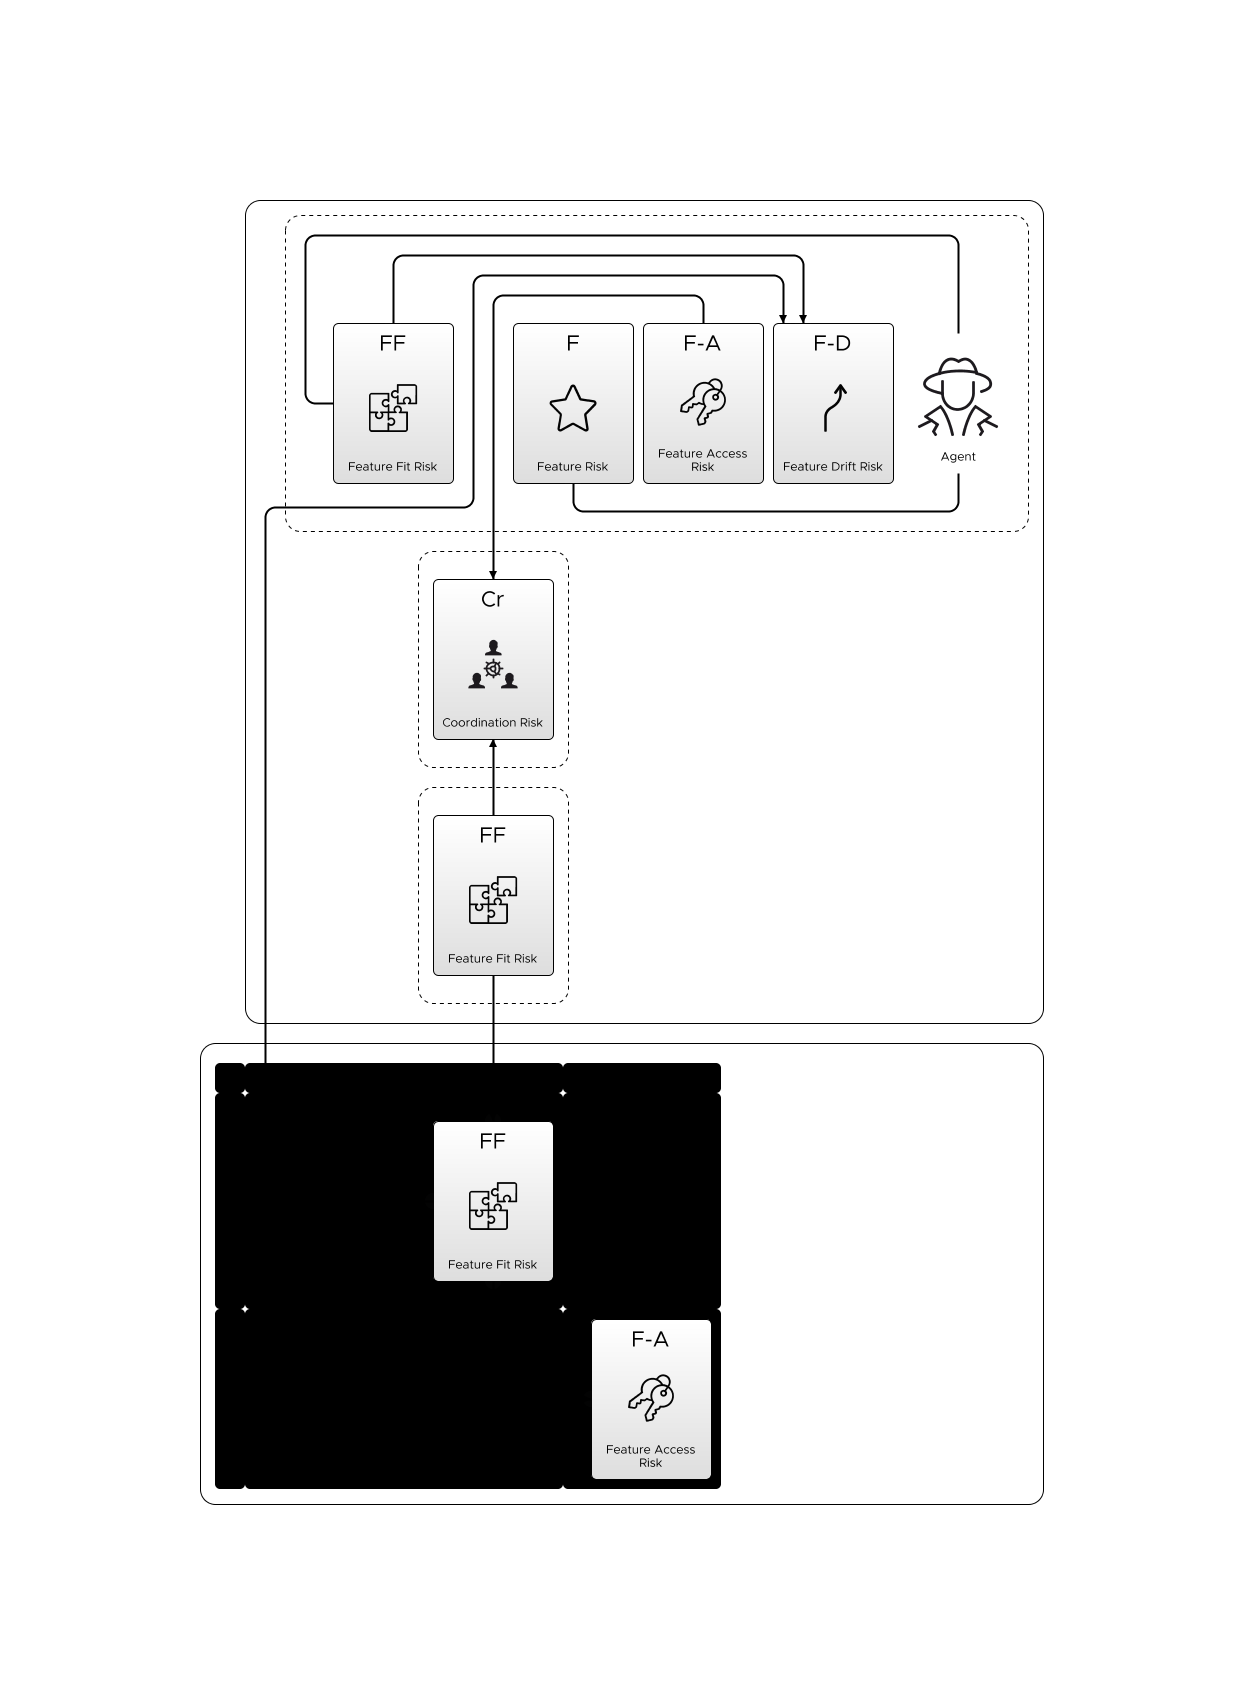 FF
Feature Fit Risk
F
Feature Risk
F-A
Feature Access
Risk
F-D
Feature Drift Risk
Agent
Cr
Coordination Risk
FF
Feature Fit Risk
FF
Feature Fit Risk
F-A
Feature Access
Risk